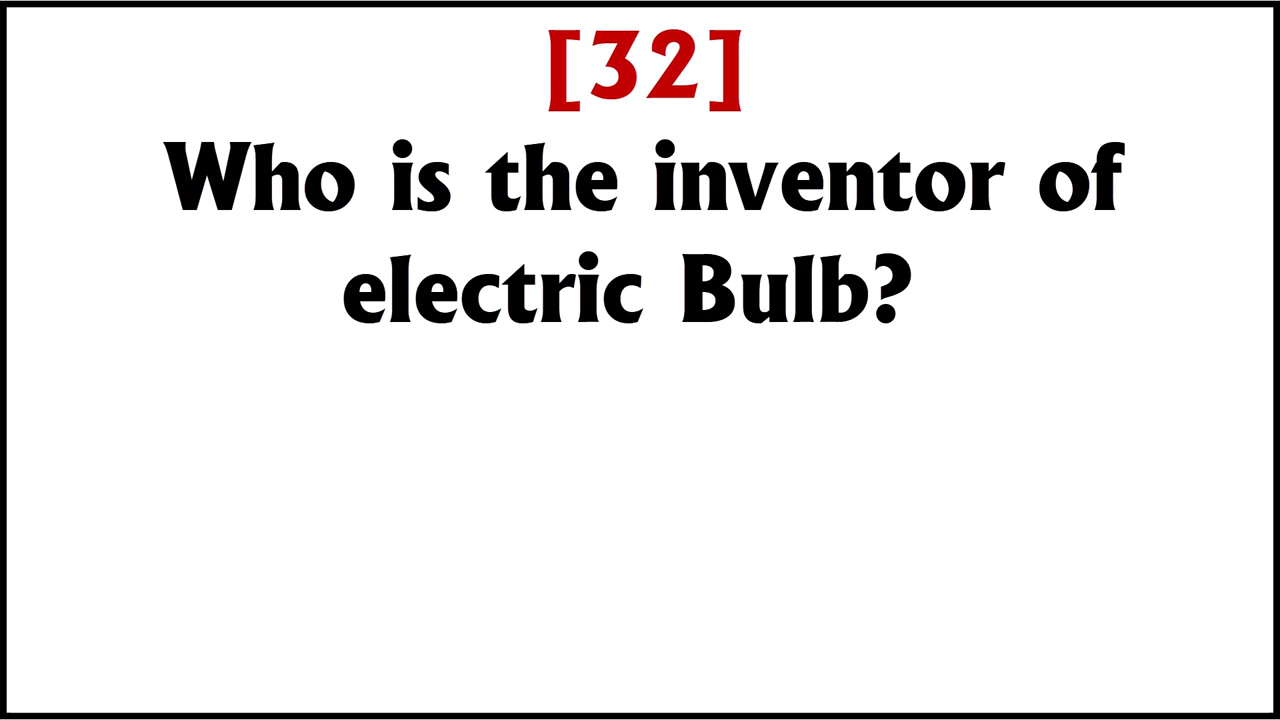 [32]
Who is the inventor of
electric Bulb?